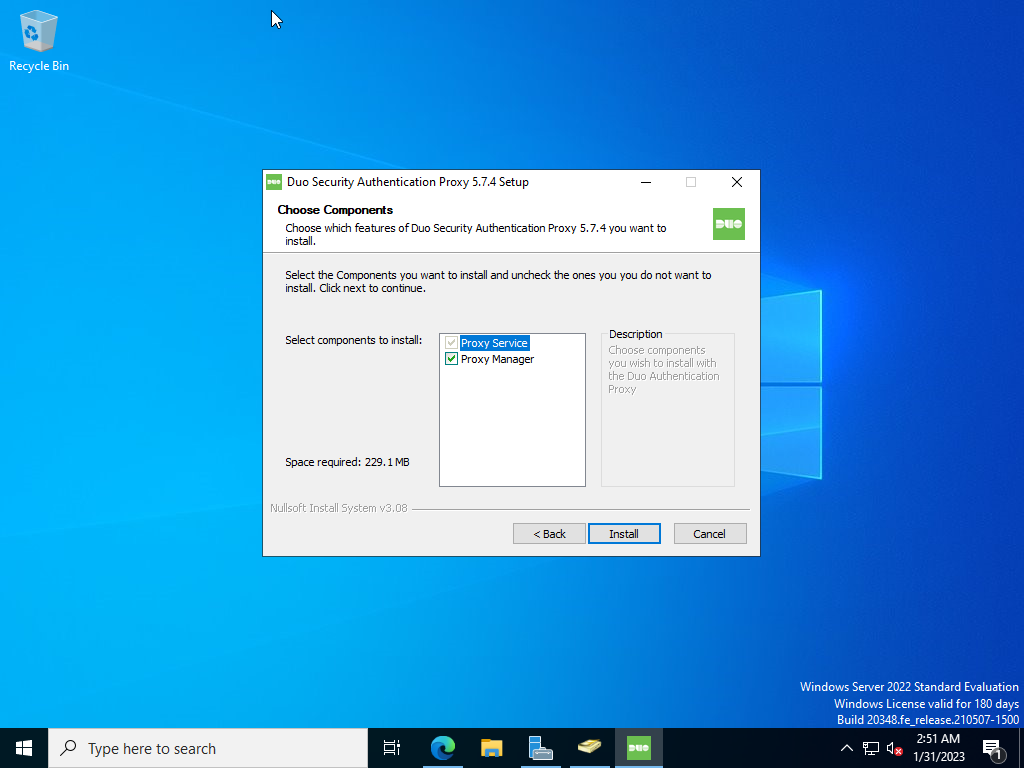 Recycle Bin
DUO
Duo Security Authentication Proxy 5.7.4 Setup
Choose Components
Choose which features of Duo Security Authentication Proxy 5.7.4 you want to
install.
DUO
Select the Components you want to install and uncheck the ones you you do not want to
install. Click next to continue.
Select components to install:
Proxy Service
Proxy Manager
Description
Choose components
you wish to install with
the Duo Authentication
Proxy
Space required: 229.1 MB
Nullsoft Install System v3.08
< Back
Install
Cancel
Windows Server 2022 Standard Evaluation
Windows License valid for 180 days
Build 20348.fe_release.210507-1500
Type here to search
DUO
2:51 AM
1/31/2023
1